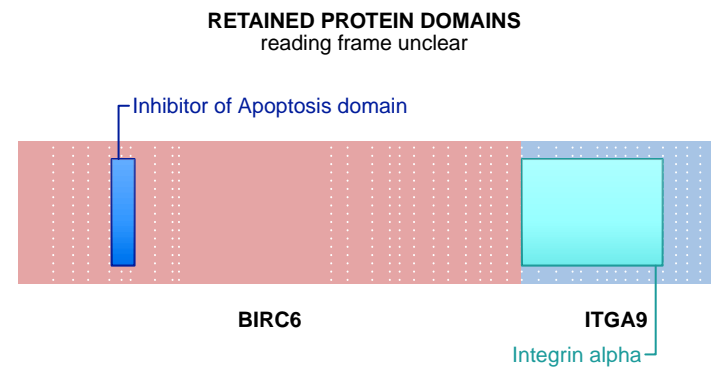 RETAINED PROTEIN DOMAINS
reading frame unclear
Inhibitor of Apoptosis domain
BIRC6
ITGA9
Integrin alpha